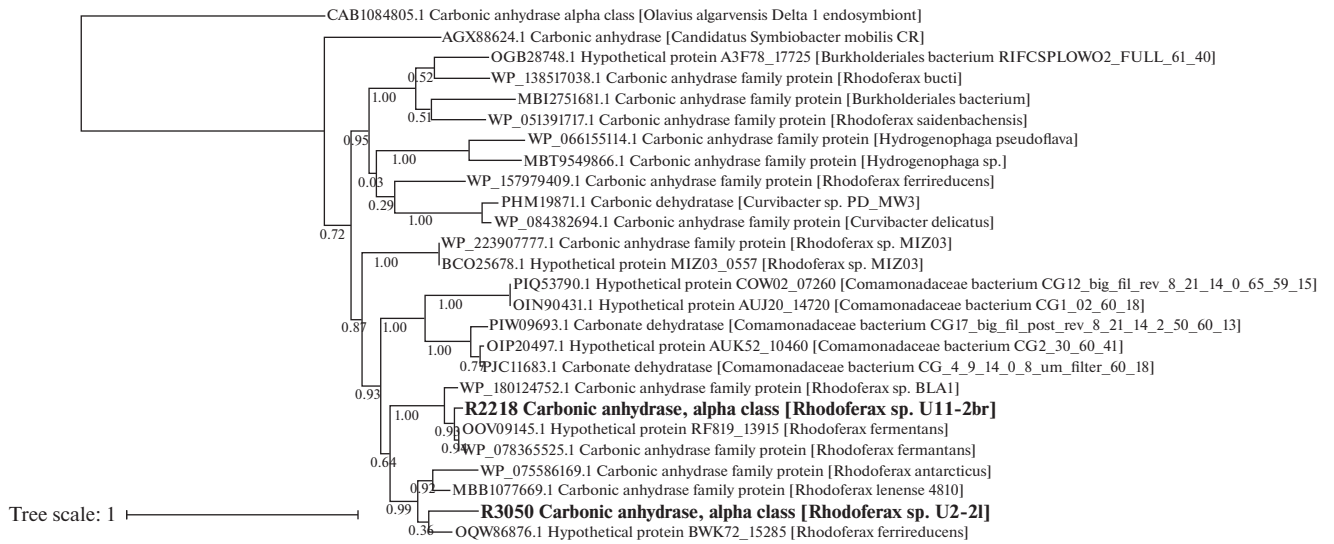 CAB1084805.1 Carbonic anhydrase alpha class [Olavius algarvensis Delta 1 endosymbiont]
AGX88624.1 Carbonic anhydrase [Candidatus Symbiobacter mobilis CR]
OGB28748.1 Hypothetical protein A3F78_17725 [Burkholderiales bacterium RIFCSPLOWO2_FULL_61_40]
0.52
WP_138517038.1 Carbonic anhydrase family protein [Rhodoferax bucti]
1.00
MBI2751681.1 Carbonic anhydrase family protein [Burkholderiales bacterium]
0.51
WP_051391717.1 Carbonic anhydrase family protein [Rhodoferax saidenbachensis]
0.95
WP_066155114.1 Carbonic anhydrase family protein [Hydrogenophaga pseudoflava]
1.00
MBT9549866.1 Carbonic anhydrase family protein [Hydrogenophaga sp.]
0.03
WP_157979409.1 Carbonic anhydrase family protein [Rhodoferax ferrireducens]
0.29
PHM19871.1 Carbonic dehydratase [Curvibacter sp. PD_MW3]
1.00
WP_084382694.1 Carbonic anhydrase family protein [Curvibacter delicatus]
0.72
WP_223907777.1 Carbonic anhydrase family protein [Rhodoferax sp. MIZ03]
1.00
BCO25678.1 Hypothetical protein MIZ03_0557 [Rhodoferax sp. MIZ03]
PIQ53790.1 Hypothetical protein COW02_07260 [Comamonadaceae bacterium CG12_big_fil_rev_8_21_14_0_65_59_15]
1.00
OIN90431.1 Hypothetical protein AUJ20_14720 [Comamonadaceae bacterium CG1_02_60_18]
0.87
1.00
PIW09693.1 Carbonate dehydratase [Comamonadaceae bacterium CG17_big_fil_post_rev_8_21_14_2_50_60_13]
1.00
OIP20497.1 Hypothetical protein AUK52_10460 [Comamonadaceae bacterium CG2_30_60_41]
0.77
PJC11683.1 Carbonate dehydratase [Comamonadaceae bacterium CG_4_9_14_0_8_um_filter_60_18]
0.93
WP_180124752.1 Carbonic anhydrase family protein [Rhodoferax sp. BLA1]
1.00
R2218 Carbonic anhydrase, alpha class [Rhodoferax sp. U11-2br]
0.93
OOV09145.1 Hypothetical protein RF819_13915 [Rhodoferax fermentans]
0.94
WP_078365525.1 Carbonic anhydrase family protein [Rhodoferax fermantans]
0.64
WP_075586169.1 Carbonic anhydrase family protein [Rhodoferax antarcticus]
0.92
MBB1077669.1 Carbonic anhydrase family protein [Rhodoferax lenense 4810]
0.99
R3050 Carbonic anhydrase, alpha class [Rhodoferax sp. U2-2l]
0.36
OQW86876.1 Hypothetical protein BWK72_15285 [Rhodoferax ferrireducens]
Tree scale: 1